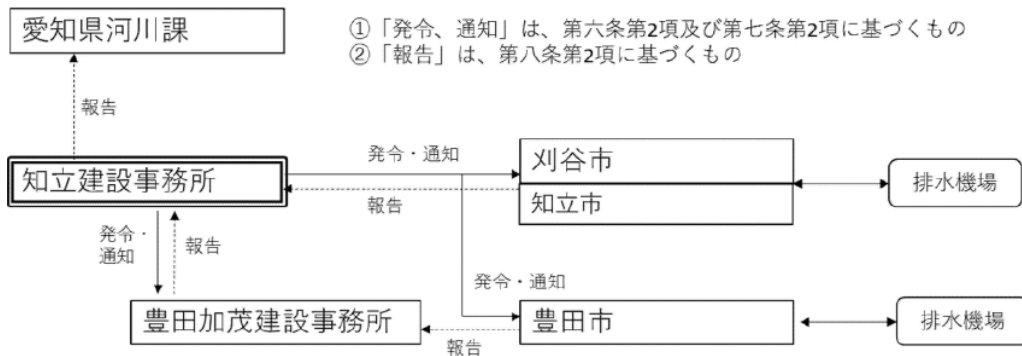 愛知県河川課
①「発令、通知」は、第六条第2項及び第七条第2項に基づくもの
②「報告」は、第八条第2項に基づくもの
報告
発令・通知
刈谷市
知立建設事務所
排水機場
報告
知立市
発令・
通知
報告
発令・通知
豊田加茂建設事務所
豊田市
排水機場
報告